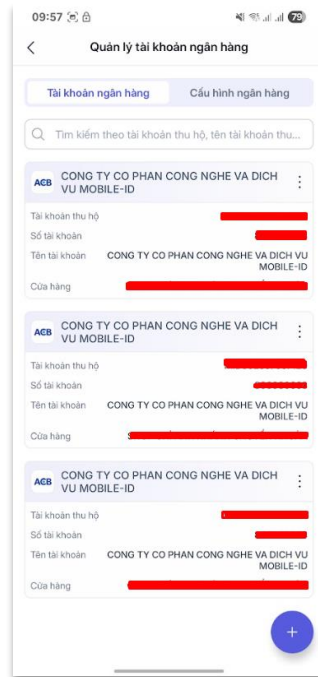 09:57
79
Quản lý tài khoản ngân hàng
Tài khoản ngân hàng
Cấu hình ngân hàng
Tìm kiếm theo tài khoản thu hộ, tên tài khoản thu...
ACB
CONG TY CO PHAN CONG NGHE VA DICH
VU MOBILE-ID
Tài khoản thu hộ
Số tài khoản
Tên tài khoản CONG TY CO PHAN CONG NGHE VA DICH VU
MOBILE-ID
Cửa hàng
ACB
CONG TY CO PHAN CONG NGHE VA DICH
VU MOBILE-ID
Tài khoản thu hộ
Số tài khoản
Tên tài khoản CONG TY CO PHAN CONG NGHE VA DICH VU
MOBILE-ID
Cửa hàng
ACB
CONG TY CO PHAN CONG NGHE VA DICH
VU MOBILE-ID
Tài khoản thu hộ
Số tài khoản
Tên tài khoản CONG TY CO PHAN CONG NGHE VA DICH VU
MOBILE-ID
Cửa hàng